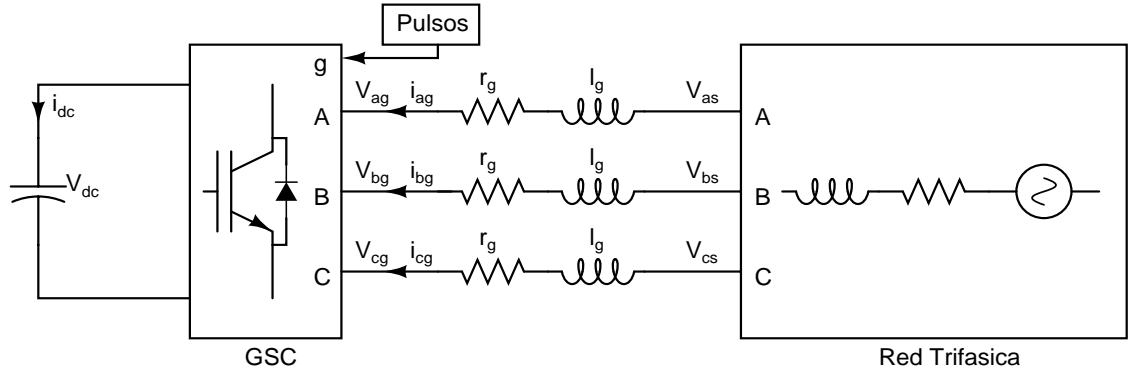 Pulsos
g
i_dc
V_dc
A V_ag i_ag r_g l_g V_as A
B V_bg i_bg r_g l_g V_bs B
C V_cg i_cg r_g l_g V_cs C
GSC
Red Trifasica